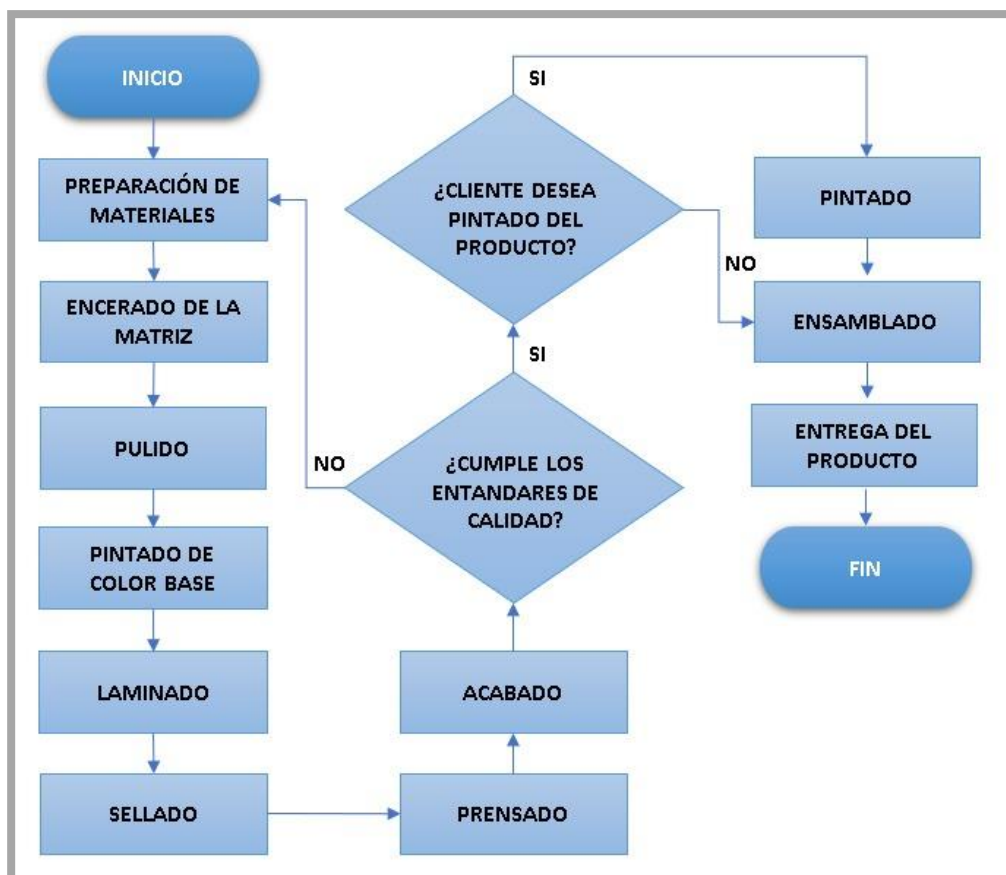 INICIO
PREPARACIÓN DE
MATERIALES
ENCERADO DE LA
MATRIZ
PULIDO
PINTADO DE
COLOR BASE
LAMINADO
SELLADO
PRENSADO
ACABADO
¿CUMPLE LOS
ENTANDARES DE
CALIDAD?
NO
SI
¿CLIENTE DESEA
PINTADO DEL
PRODUCTO?
SI
NO
PINTADO
ENSAMBLADO
ENTREGA DEL
PRODUCTO
FIN